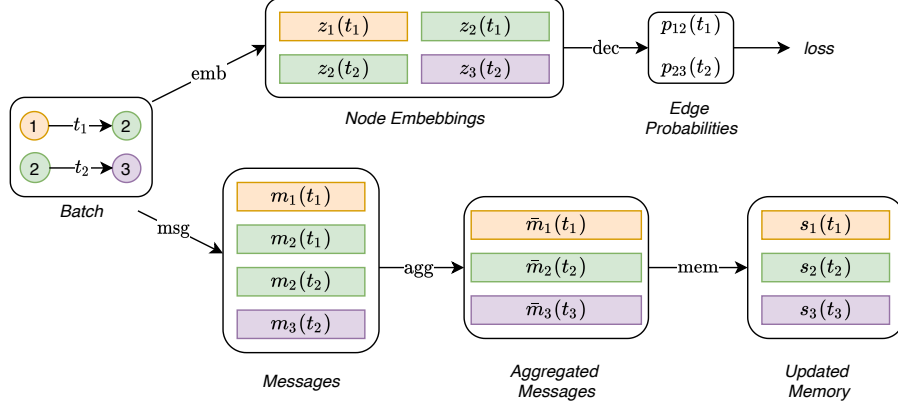 z₁(t₁) z₂(t₁)
z₂(t₂) z₃(t₂)
Node Embebbings
emb
dec
p₁₂(t₁)
p₂₃(t₂)
Edge
Probabilities
loss
1 t₁ 2
2 t₂ 3
Batch
msg
m₁(t₁)
m₂(t₁)
m₂(t₂)
m₃(t₂)
Messages
agg
m̄₁(t₁)
m̄₂(t₂)
m̄₃(t₃)
Aggregated
Messages
mem
s₁(t₁)
s₂(t₂)
s₃(t₃)
Updated
Memory